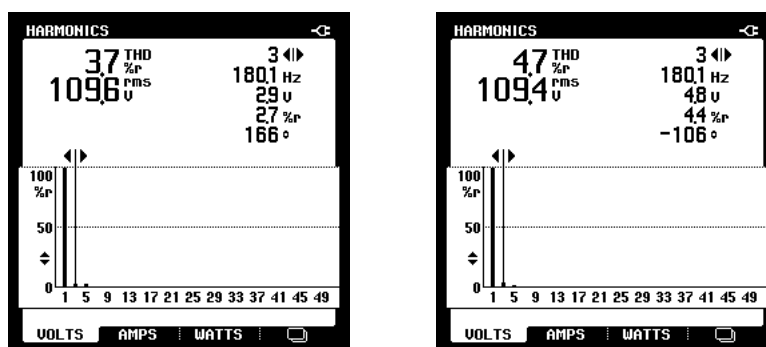 HARMONICS
3.7 THD %r
109.6 rms V
3
180.1 Hz
2.9 V
2.7 %r
166 °
100
%r
50
0
1 5 9 13 17 21 25 29 33 37 41 45 49
VOLTS AMPS WATTS
HARMONICS
4.7 THD %r
109.4 rms V
3
180.1 Hz
4.8 V
4.4 %r
-106 °
100
%r
50
0
1 5 9 13 17 21 25 29 33 37 41 45 49
VOLTS AMPS WATTS